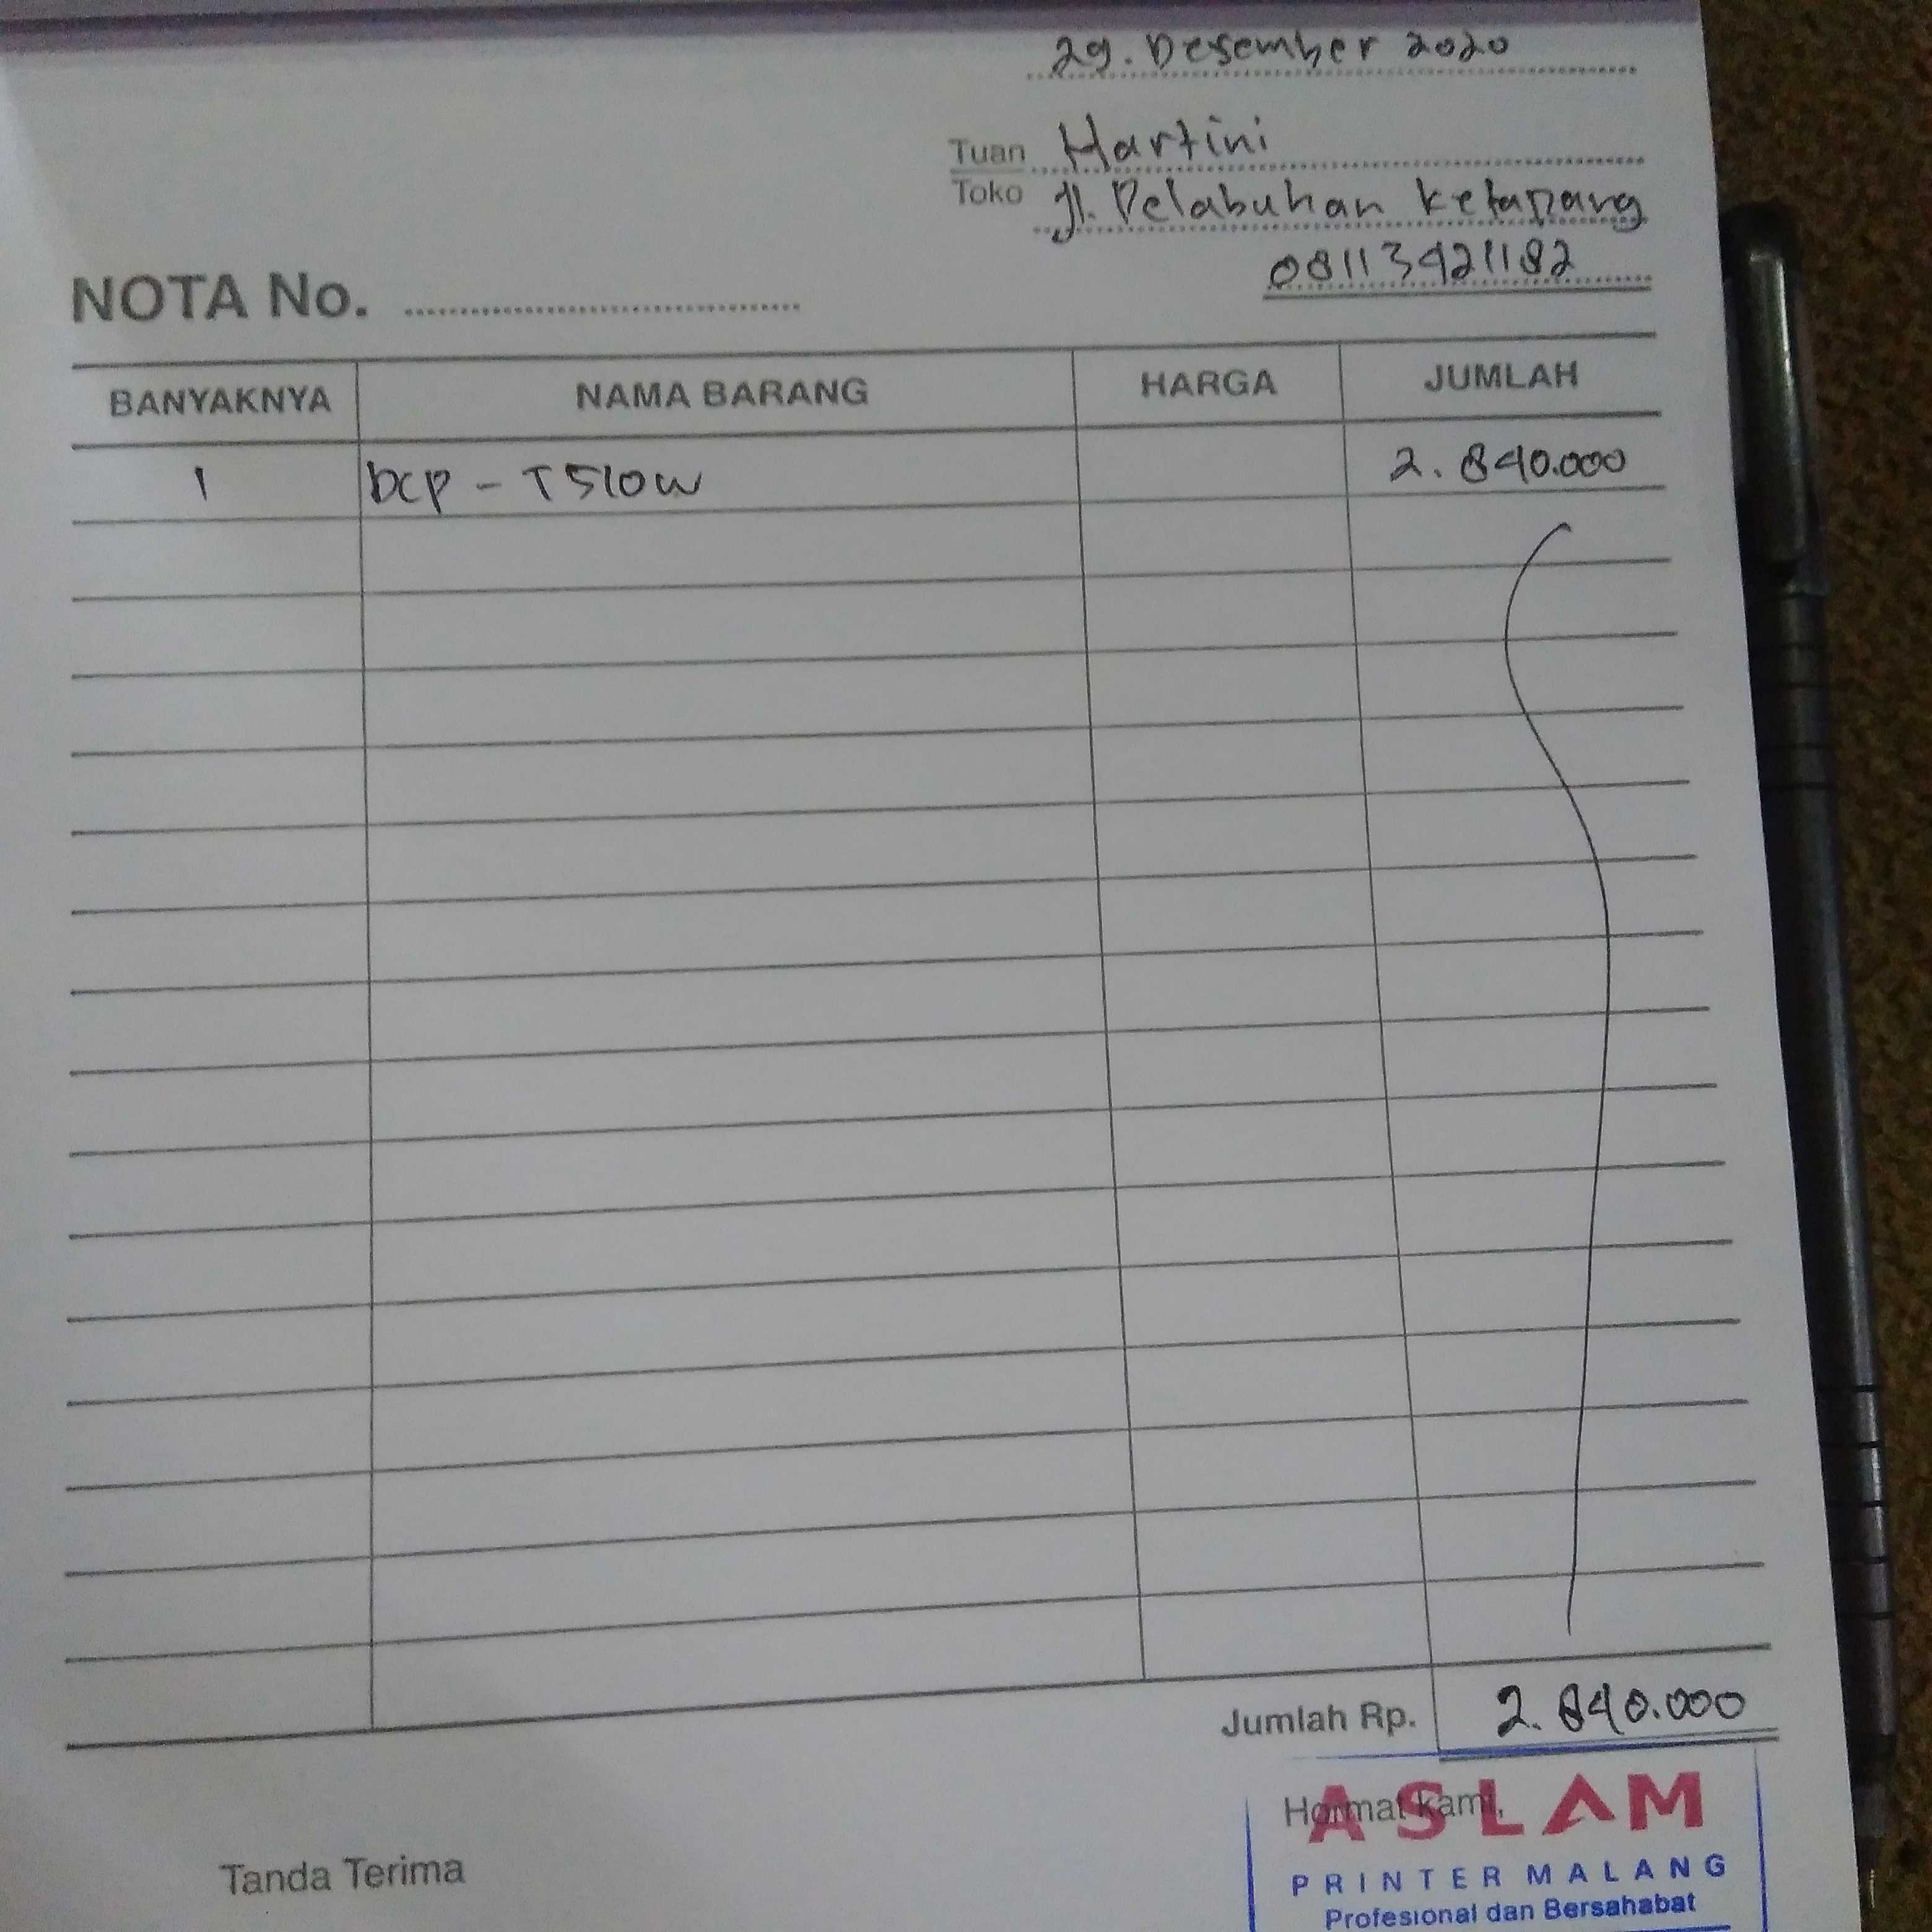 29. Desember 2020
Tuan Hartini
Toko Jl. Pelabuhan Ketapang
08113421182
NOTA No.
BANYAKNYA NAMA BARANG HARGA JUMLAH
1 DCP - T510W 2.840.000
Jumlah Rp. 2.840.000
Hormat kami,
ASLAM
PRINTER MALANG
Profesional dan Bersahabat
Tanda Terima